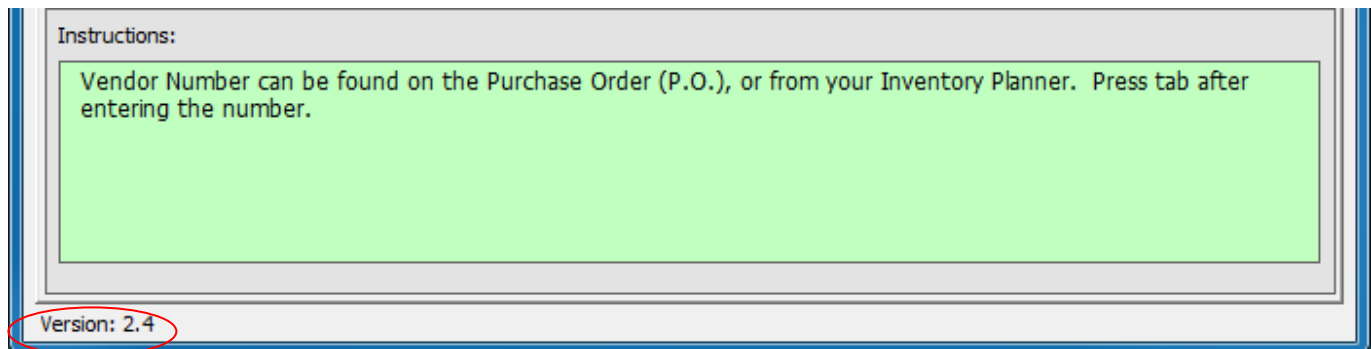 Instructions:
Vendor Number can be found on the Purchase Order (P.O.), or from your Inventory Planner.  Press tab after
entering the number.
Version: 2.4